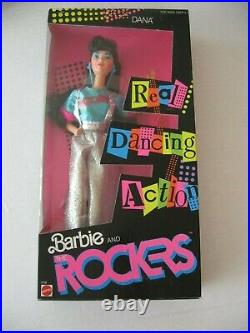 DANA
Real
Dancing
Action
Barbie AND
THE ROCKERS
MATTEL